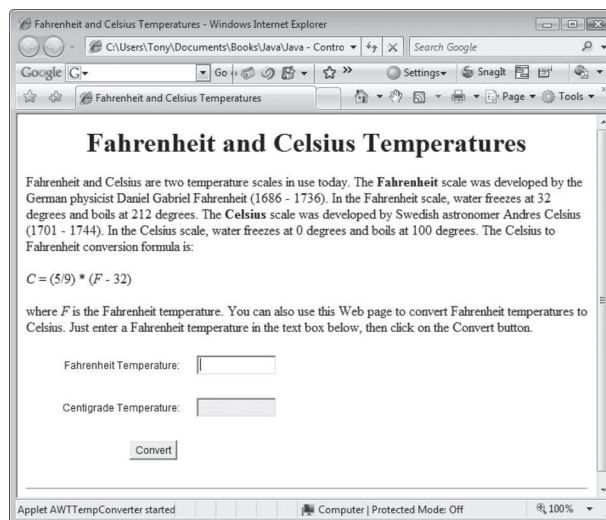 Fahrenheit and Celsius Temperatures - Windows Internet Explorer
C:\Users\Tony\Documents\Books\Java\Java - Contro
Search Google
Google G Go Settings SnagIt
Fahrenheit and Celsius Temperatures Page Tools
Fahrenheit and Celsius Temperatures
Fahrenheit and Celsius are two temperature scales in use today. The Fahrenheit scale was developed by the
German physicist Daniel Gabriel Fahrenheit (1686 - 1736). In the Fahrenheit scale, water freezes at 32
degrees and boils at 212 degrees. The Celsius scale was developed by Swedish astronomer Andres Celsius
(1701 - 1744). In the Celsius scale, water freezes at 0 degrees and boils at 100 degrees. The Celsius to
Fahrenheit conversion formula is:
C = (5/9) * (F - 32)
where F is the Fahrenheit temperature. You can also use this Web page to convert Fahrenheit temperatures to
Celsius. Just enter a Fahrenheit temperature in the text box below, then click on the Convert button.
Fahrenheit Temperature:
Centigrade Temperature:
Convert
Applet AWTTempConverter started Computer | Protected Mode: Off 100%